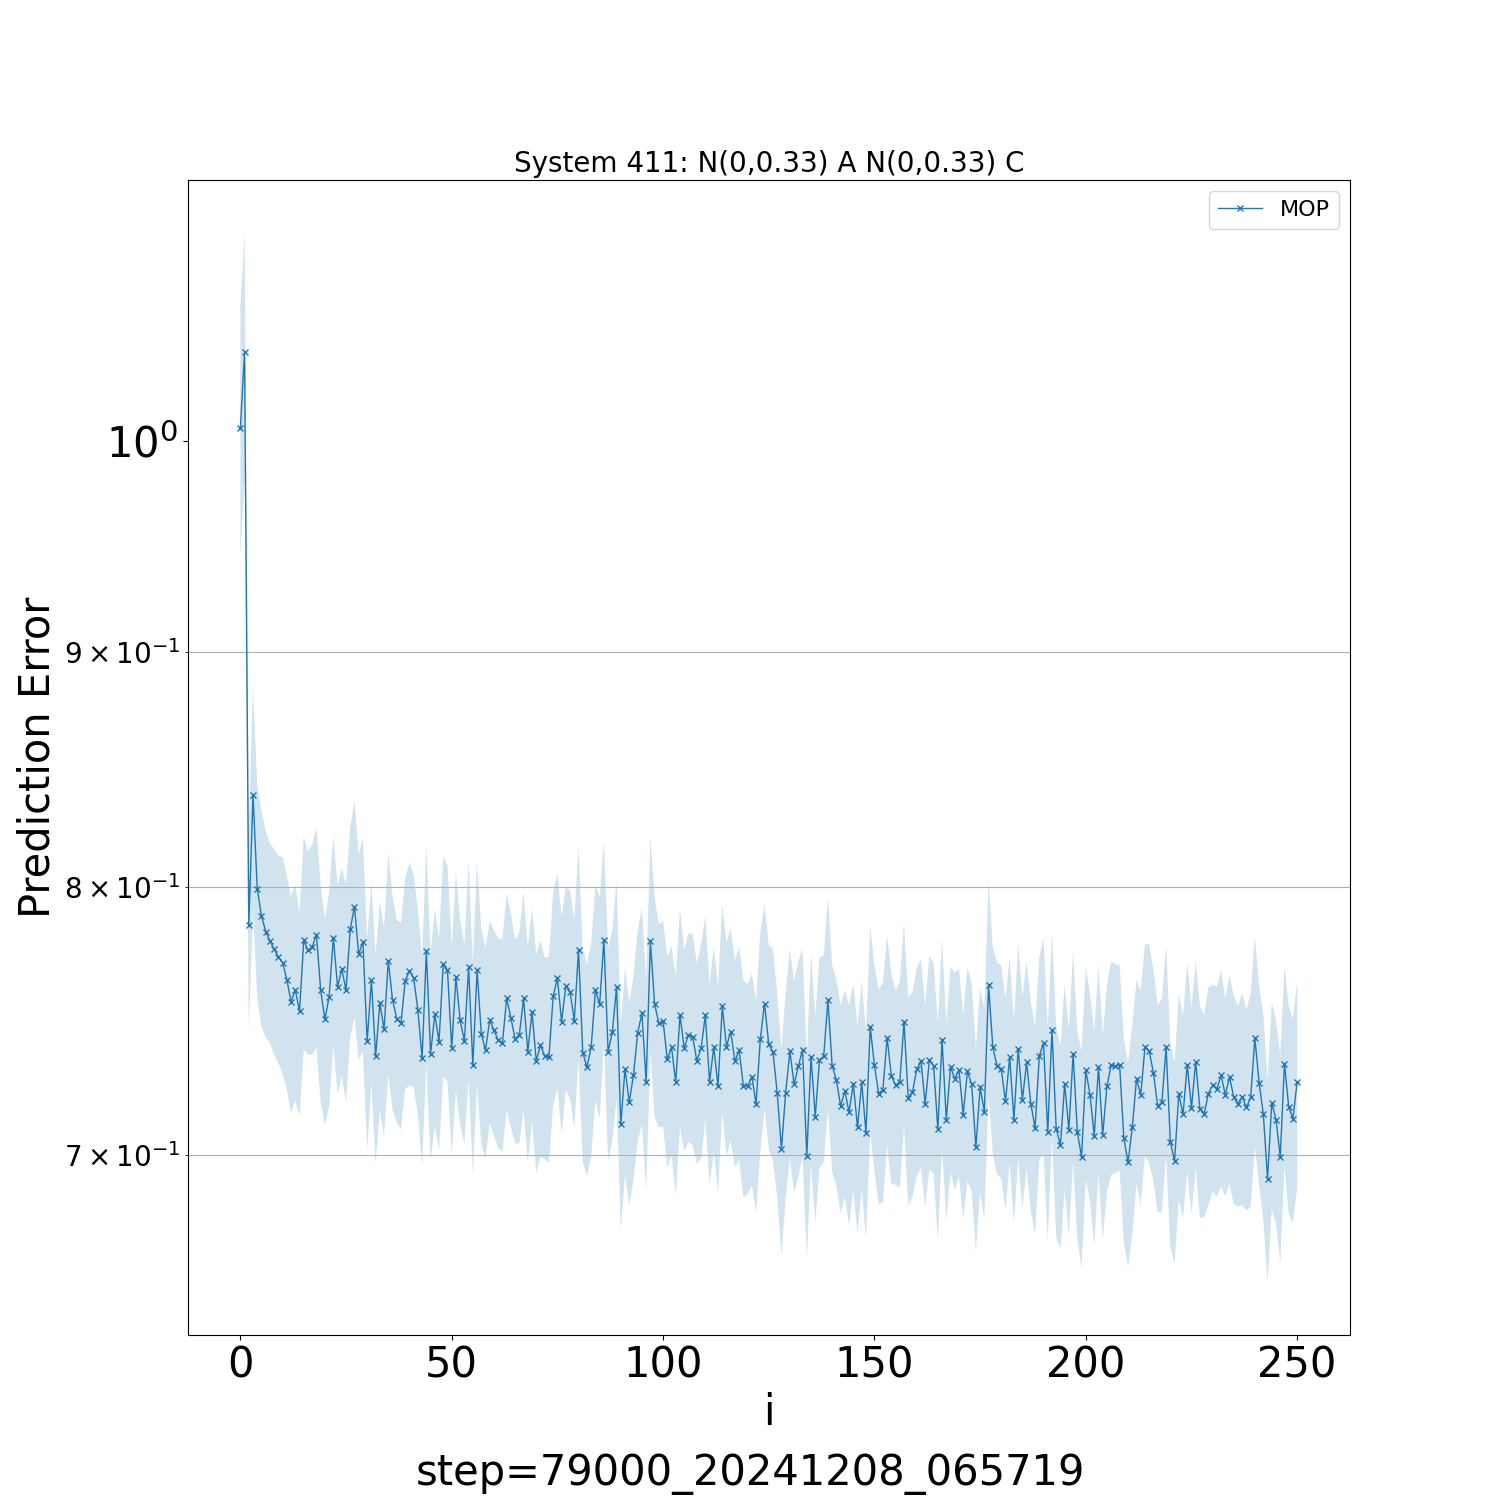 System 411: N(0,0.33) A N(0,0.33) C
MOP
Prediction Error
10⁰
9 × 10⁻¹
8 × 10⁻¹
7 × 10⁻¹
0 50 100 150 200 250
i
step=79000_20241208_065719